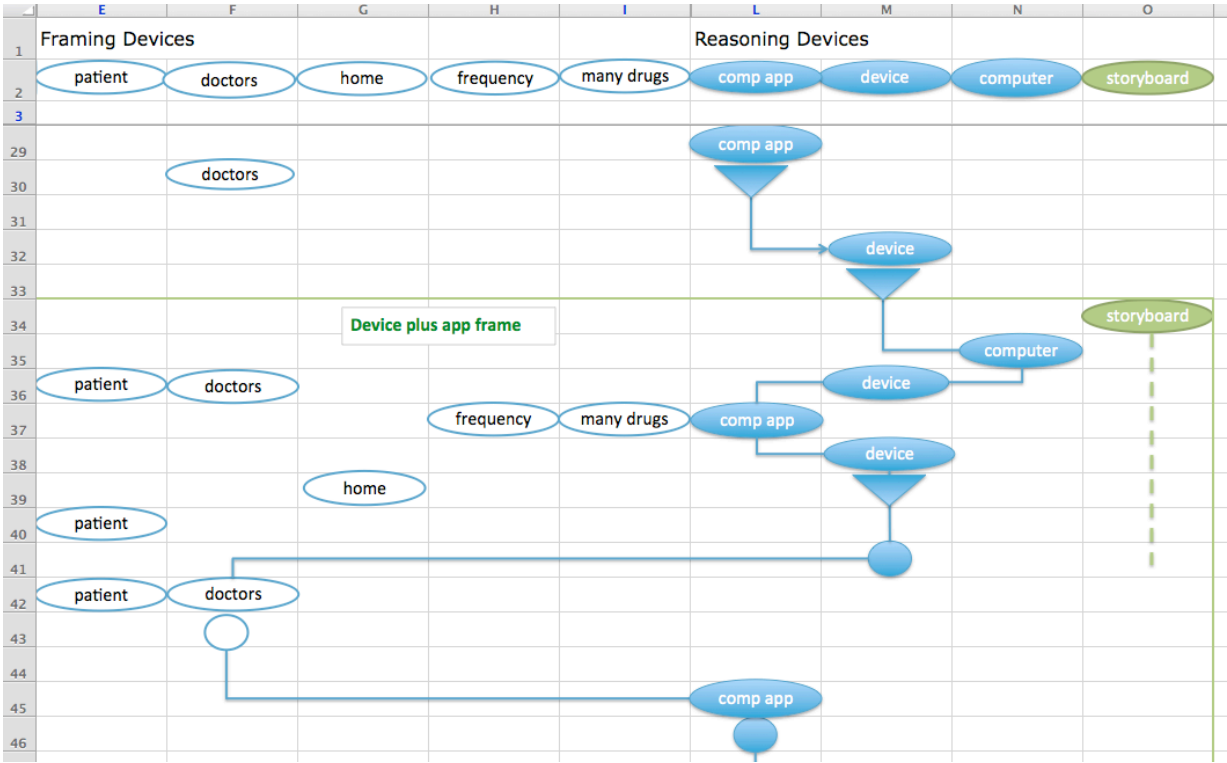 E F G H I L M N O
1 Framing Devices Reasoning Devices
2 patient doctors home frequency many drugs comp app device computer storyboard
3
29 comp app
30 doctors
31
32 device
33
34 Device plus app frame storyboard
35 computer
36 patient doctors device
37 frequency many drugs comp app
38 device
39 home
40 patient
41
42 patient doctors
43
44
45 comp app
46